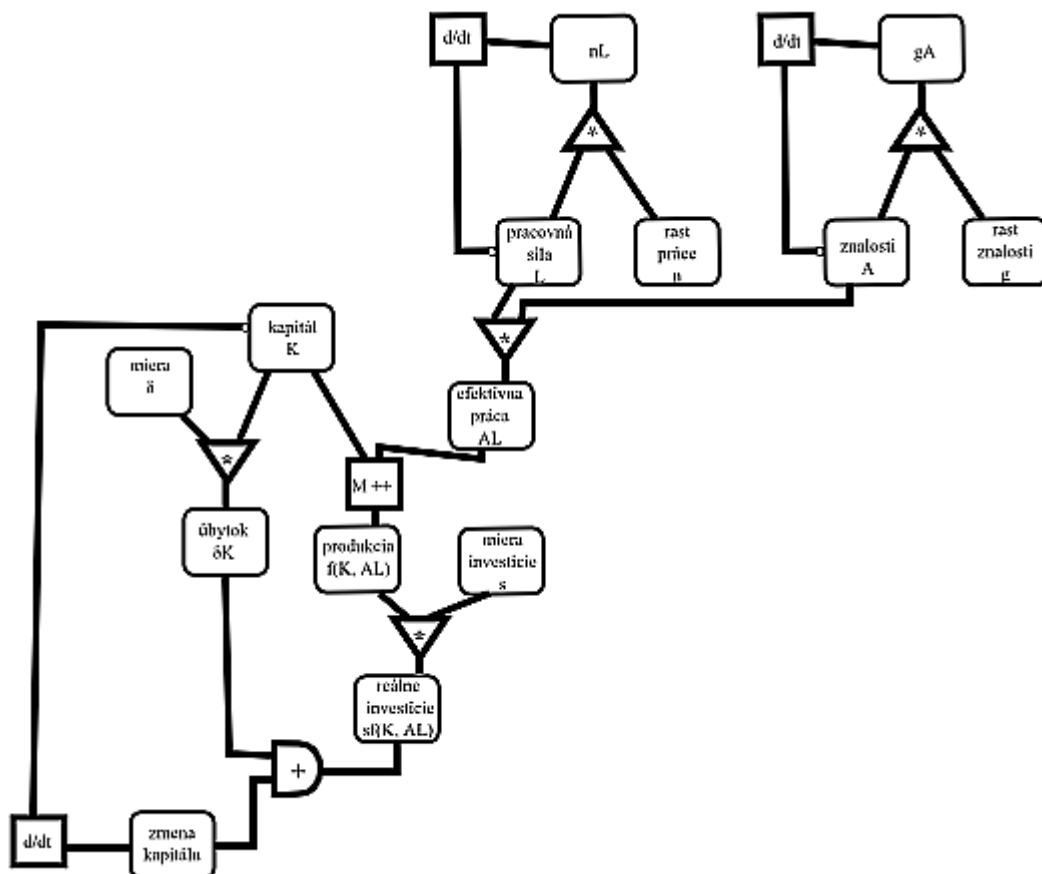 d/dt
nL
d/dt
gA
*
*
pracovná
sila
L
rast
práce
n
znalosti
A
rast
znalosti
g
kapitál
K
*
miera
δ
efektívna
práca
AL
*
M ++
úbytok
δK
produkcia
f(K, AL)
miera
investície
s
*
reálne
investície
sf(K, AL)
+
d/dt
zmena
kapitálu